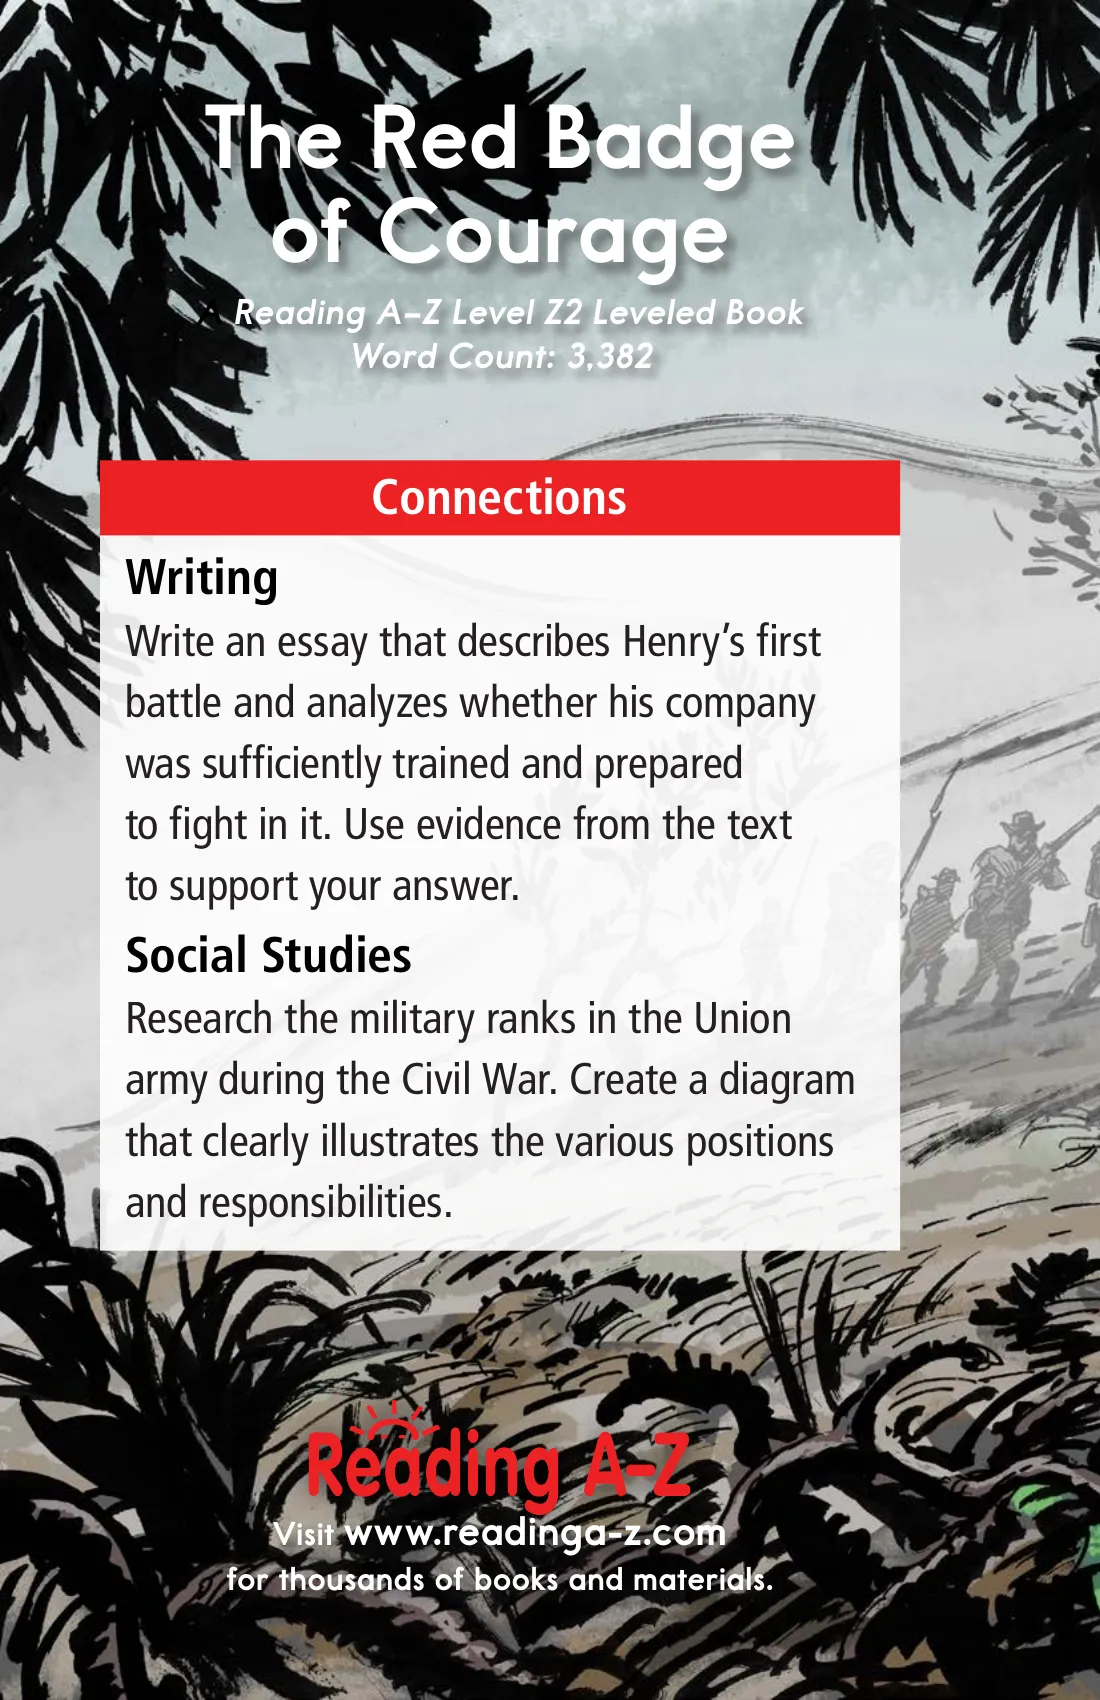 The Red Badge
of Courage
A Reading A–Z Level Z2 Leveled Book
Word Count: 3,382
Connections
Writing
Write an essay that describes Henry’s first
battle and analyzes whether his company
was sufficiently trained and prepared
to fight in it. Use evidence from the text
to support your answer.
Social Studies
Research the military ranks in the Union
army during the Civil War. Create a diagram
that clearly illustrates the various positions
and responsibilities.
Reading A–Z
Visit www.readinga-z.com
for thousands of books and materials.